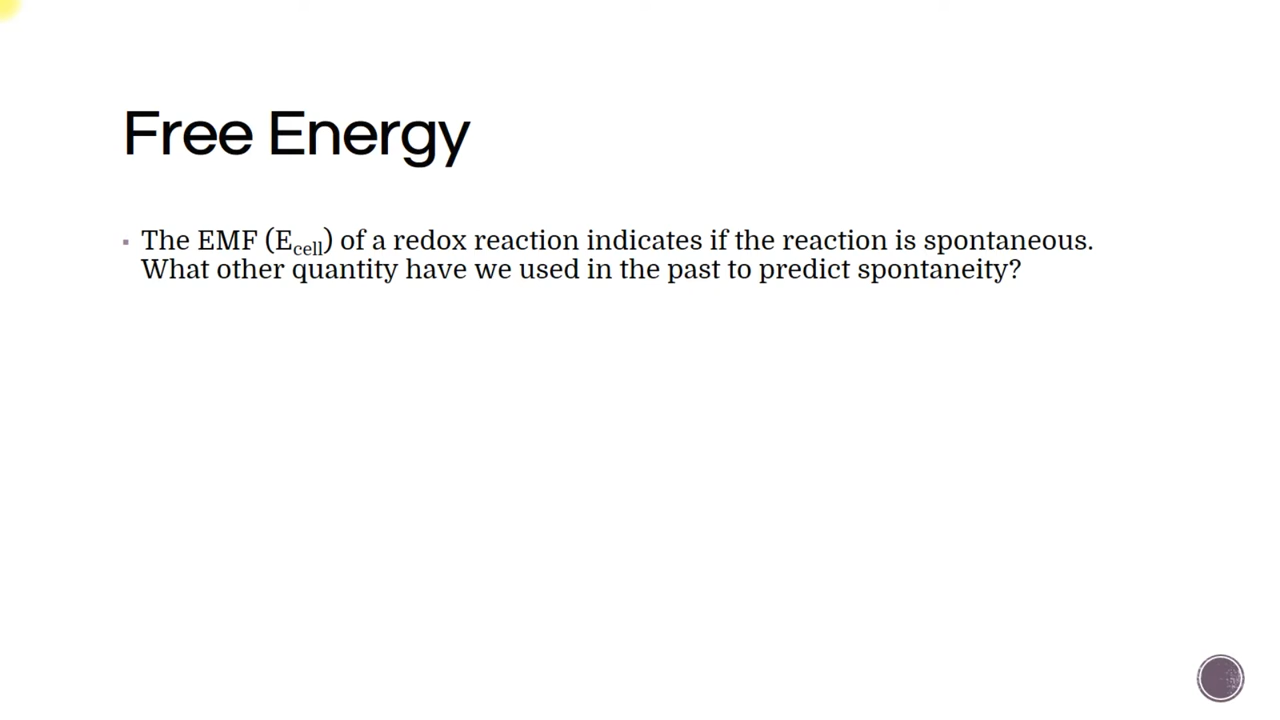 Free Energy
▪ The EMF (Ecell) of a redox reaction indicates if the reaction is spontaneous.
What other quantity have we used in the past to predict spontaneity?